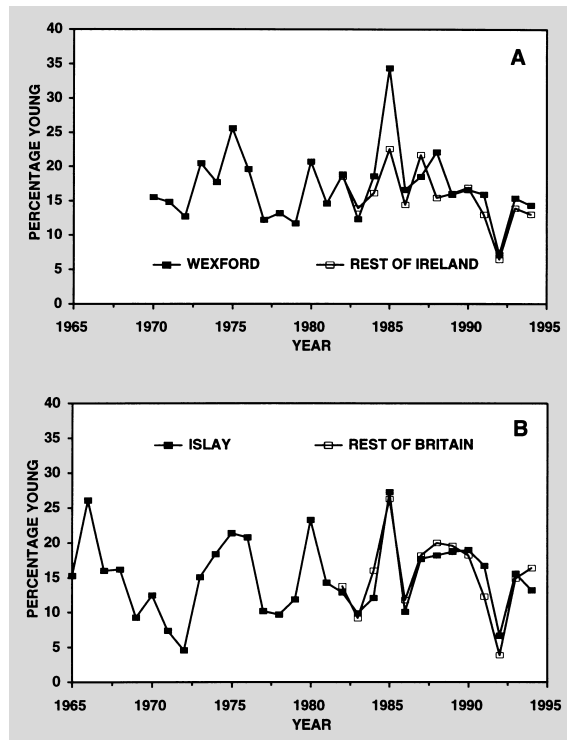 A
PERCENTAGE YOUNG
40
35
30
25
20
15
10
5
0
WEXFORD REST OF IRELAND
1965 1970 1975 1980 1985 1990 1995
YEAR
B
PERCENTAGE YOUNG
40
35
30
25
20
15
10
5
0
ISLAY REST OF BRITAIN
1965 1970 1975 1980 1985 1990 1995
YEAR